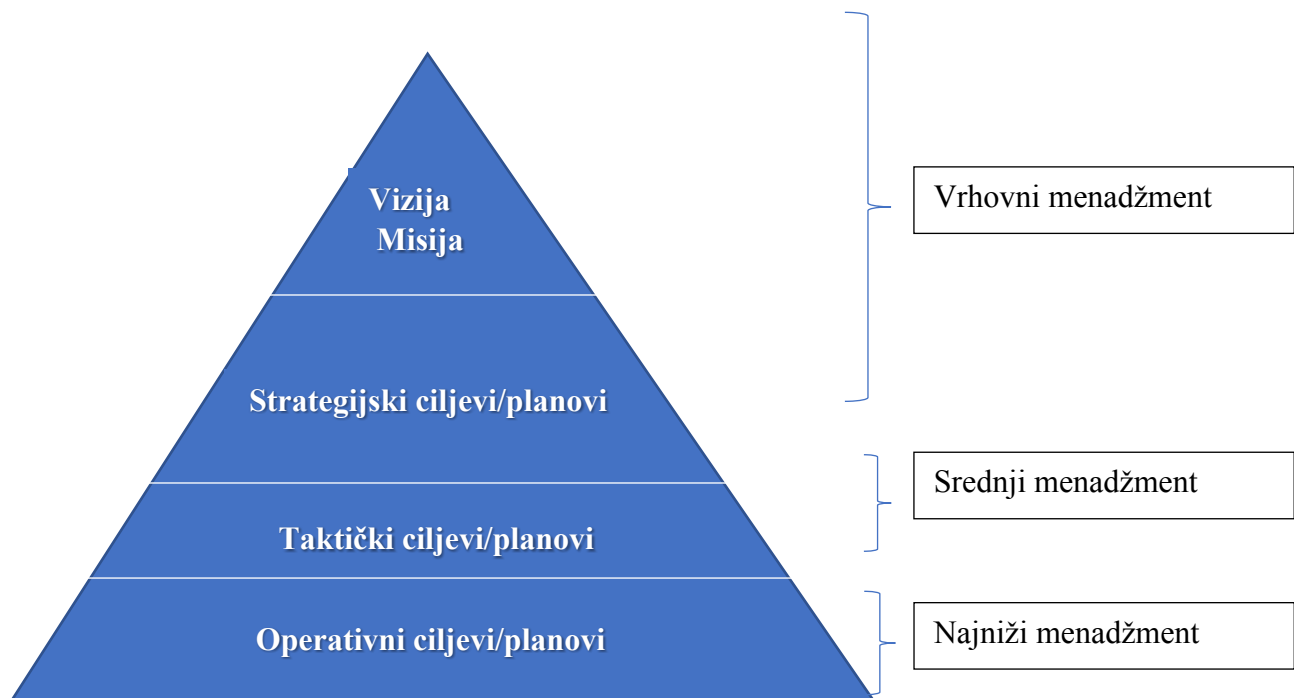 Vizija
Misija
Vrhovni menadžment
Strategijski ciljevi/planovi
Srednji menadžment
Taktički ciljevi/planovi
Najniži menadžment
Operativni ciljevi/planovi